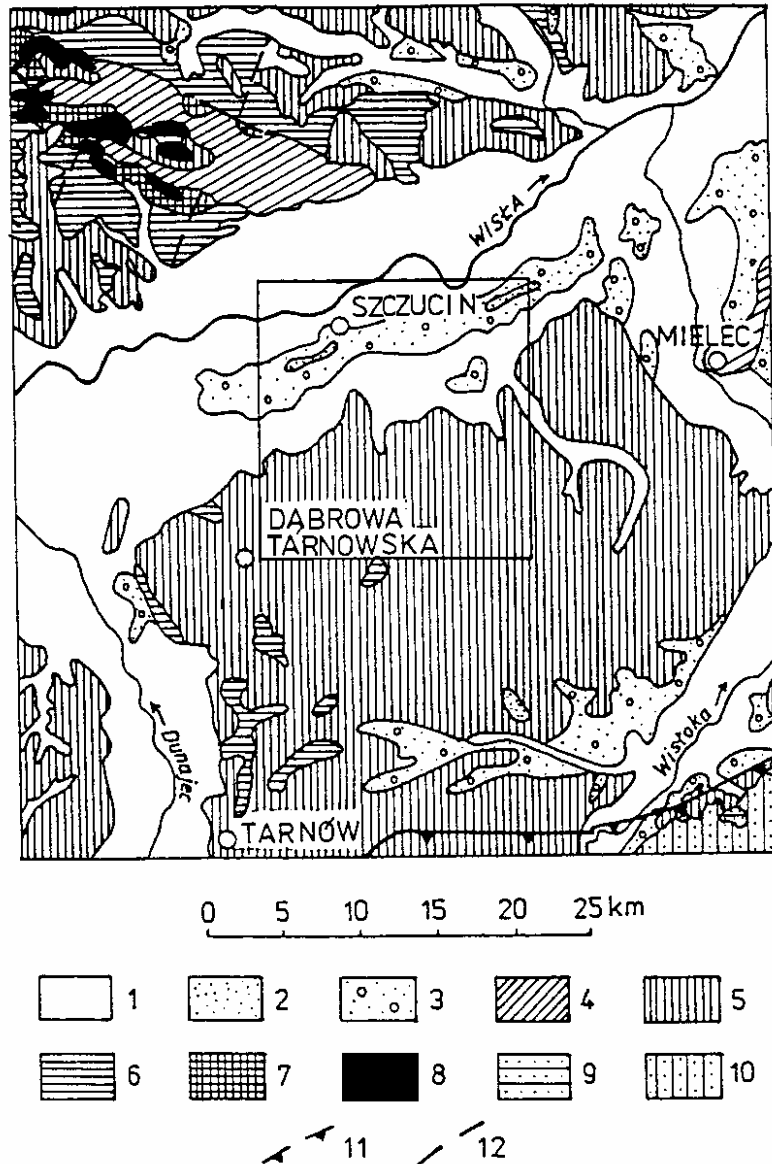 WISŁA
SZCZUCIN
MIELEC
DĄBROWA
TARNOWSKA
Dunajec
Wisłoka
TARNÓW
0 5 10 15 20 25 km
1 2 3 4 5
6 7 8 9 10
11 12